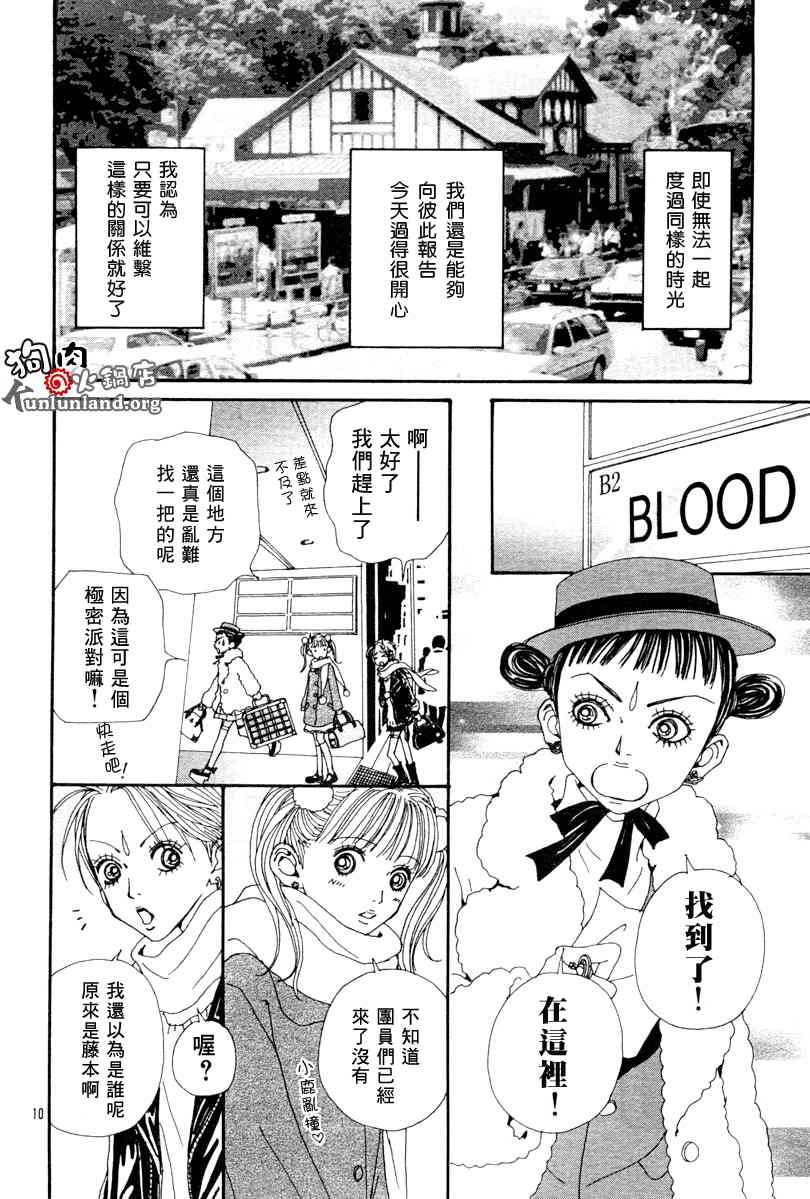 即使無法一起
度過同樣的時光
我們還是能夠
向彼此報告
今天過得很開心
我認為
只要可以維繫
這樣的關係就好了
狗肉
火鍋店
Kunlunland.org
B2
BLOOD
找到了！
在這裡！
啊——
太好了
我們趕上了
差點就來
不及了
這個地方
還真是亂難
找一把的呢
因為這可是個
極密派對嘛！
快走吧！
不知道
團員們已經
來了沒有
小鹿亂撞♡
喔？
我還以為是誰呢
原來是藤本啊
10